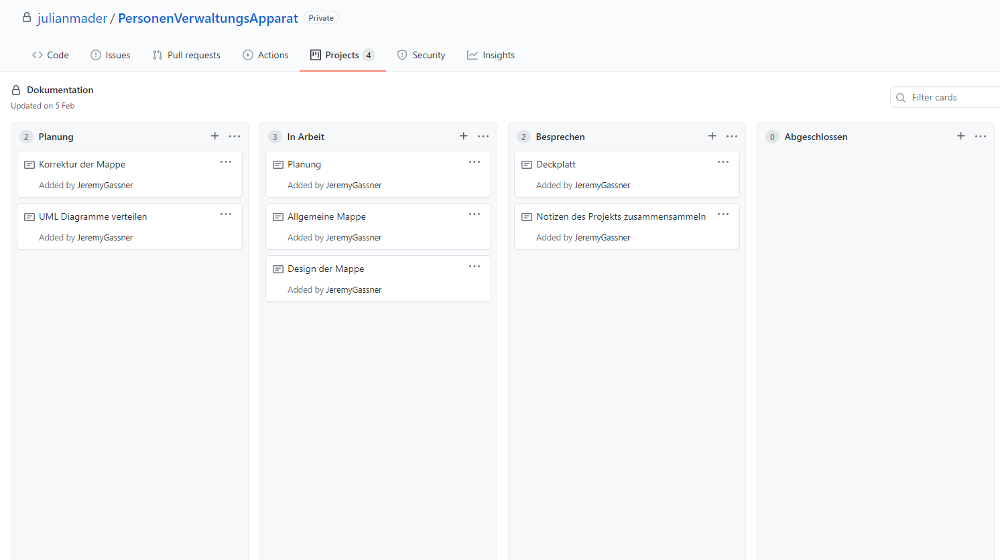 julianmader / PersonenVerwaltungsApparat Private
Code Issues Pull requests Actions Projects 4 Security Insights
Dokumentation
Updated on 5 Feb
Filter cards
2 Planung
Korrektur der Mappe
Added by JeremyGassner
UML Diagramme verteilen
Added by JeremyGassner
3 In Arbeit
Planung
Added by JeremyGassner
Allgemeine Mappe
Added by JeremyGassner
Design der Mappe
Added by JeremyGassner
2 Besprechen
Deckplatt
Added by JeremyGassner
Notizen des Projekts zusammensammeln
Added by JeremyGassner
0 Abgeschlossen